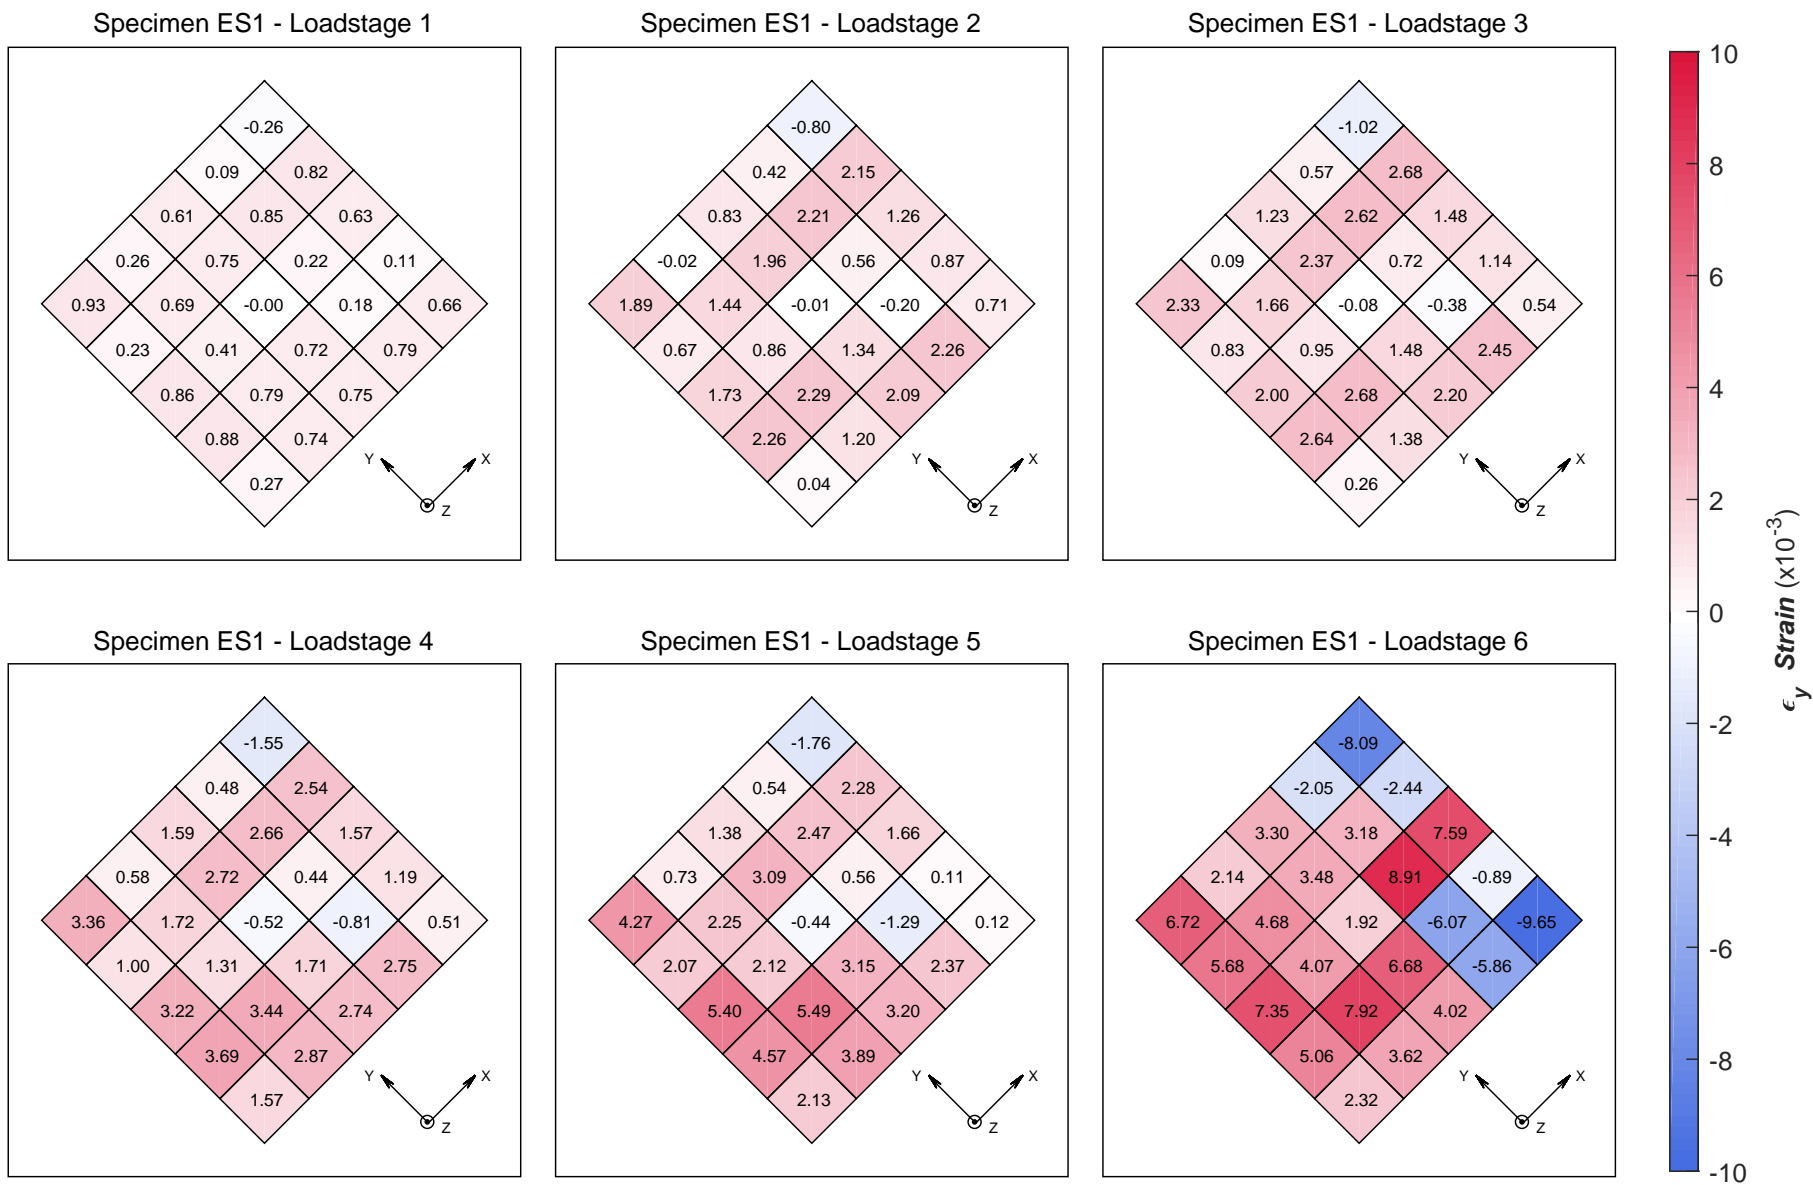 Specimen ES1 - Loadstage 1
-0.26
0.09 0.82
0.61 0.85 0.63
0.26 0.75 0.22 0.11
0.93 0.69 -0.00 0.18 0.66
0.23 0.41 0.72 0.79
0.86 0.79 0.75
0.88 0.74
0.27
Y X
Z
Specimen ES1 - Loadstage 2
-0.80
0.42 2.15
0.83 2.21 1.26
-0.02 1.96 0.56 0.87
1.89 1.44 -0.01 -0.20 0.71
0.67 0.86 1.34 2.26
1.73 2.29 2.09
2.26 1.20
0.04
Y X
Z
Specimen ES1 - Loadstage 3
-1.02
0.57 2.68
1.23 2.62 1.48
0.09 2.37 0.72 1.14
2.33 1.66 -0.08 -0.38 0.54
0.83 0.95 1.48 2.45
2.00 2.68 2.20
2.64 1.38
0.26
Y X
Z
Specimen ES1 - Loadstage 4
-1.55
0.48 2.54
1.59 2.66 1.57
0.58 2.72 0.44 1.19
3.36 1.72 -0.52 -0.81 0.51
1.00 1.31 1.71 2.75
3.22 3.44 2.74
3.69 2.87
1.57
Y X
Z
Specimen ES1 - Loadstage 5
-1.76
0.54 2.28
1.38 2.47 1.66
0.73 3.09 0.56 0.11
4.27 2.25 -0.44 -1.29 0.12
2.07 2.12 3.15 2.37
5.40 5.49 3.20
4.57 3.89
2.13
Y X
Z
Specimen ES1 - Loadstage 6
-8.09
-2.05 -2.44
3.30 3.18 7.59
2.14 3.48 8.91 -0.89
6.72 4.68 1.92 -6.07 -9.65
5.68 4.07 6.68 -5.86
7.35 7.92 4.02
5.06 3.62
2.32
Y X
Z
10
8
6
4
2
0
-2
-4
-6
-8
-10
ϵy Strain (x10-3)